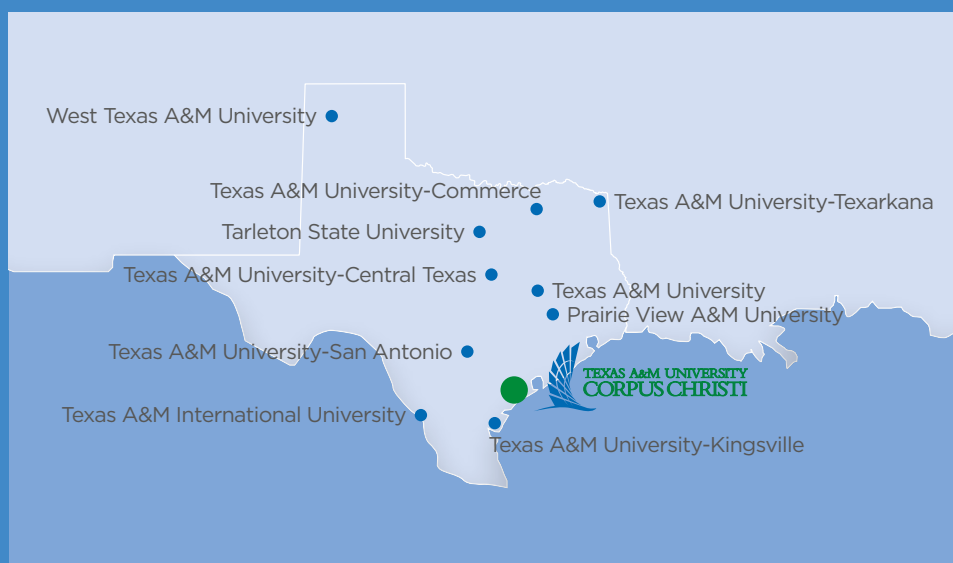 West Texas A&M University
Texas A&M University-Commerce
Texas A&M University-Texarkana
Tarleton State University
Texas A&M University-Central Texas
Texas A&M University
Prairie View A&M University
Texas A&M University-San Antonio
TEXAS A&M UNIVERSITY
CORPUS CHRISTI
Texas A&M International University
Texas A&M University-Kingsville